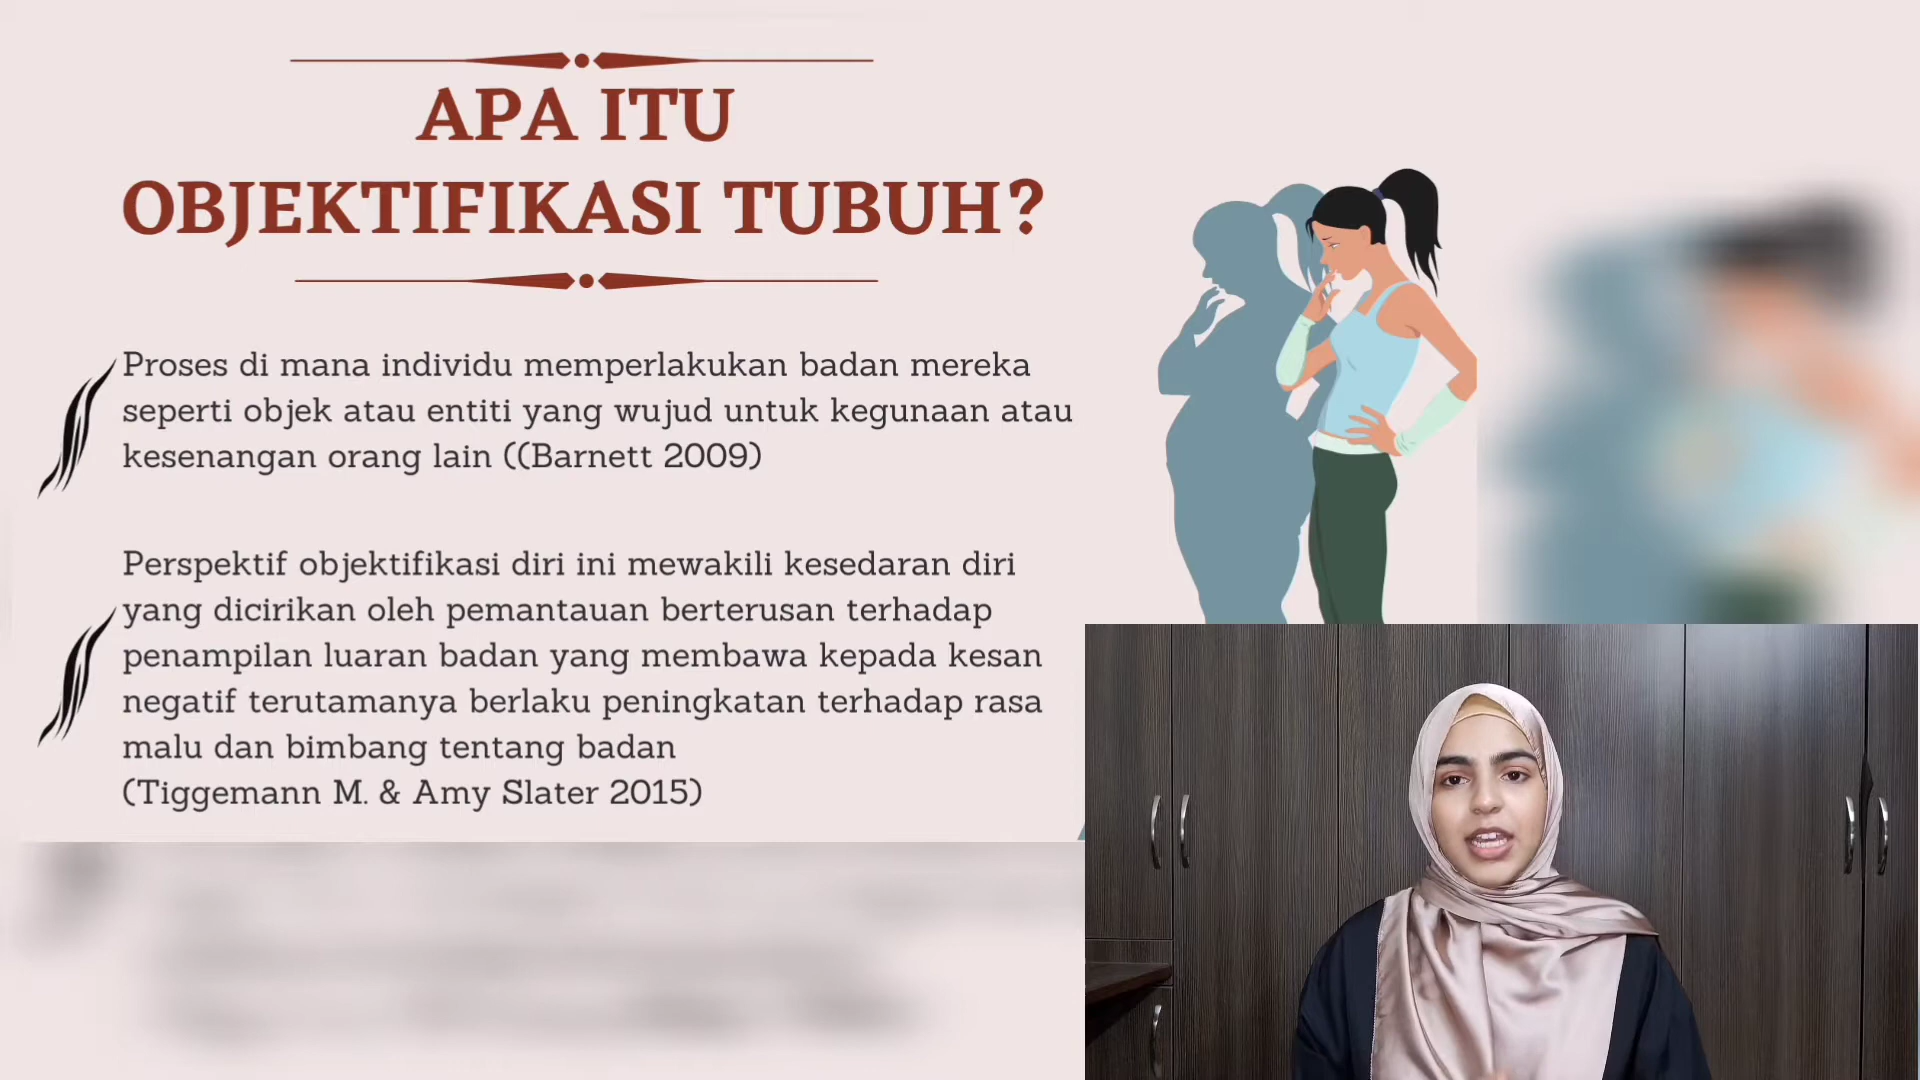 APA ITU
OBJEKTIFIKASI TUBUH?
Proses di mana individu memperlakukan badan mereka
seperti objek atau entiti yang wujud untuk kegunaan atau
kesenangan orang lain ((Barnett 2009)
Perspektif objektifikasi diri ini mewakili kesedaran diri
yang dicirikan oleh pemantauan berterusan terhadap
penampilan luaran badan yang membawa kepada kesan
negatif terutamanya berlaku peningkatan terhadap rasa
malu dan bimbang tentang badan
(Tiggemann M. & Amy Slater 2015)